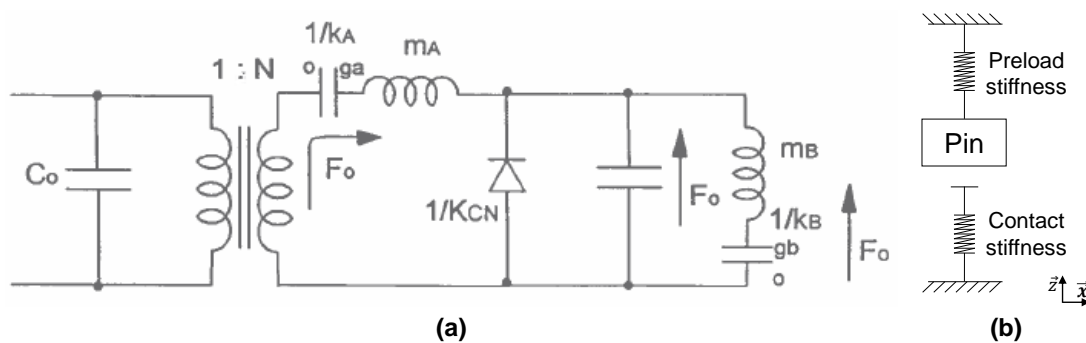 1/kA
mA
1 : N
o
ga
Co
Fo
1/KCN
Fo
mB
1/kB
gb
o
Fo
(a)
Preload
stiffness
Pin
Contact
stiffness
z
x
(b)